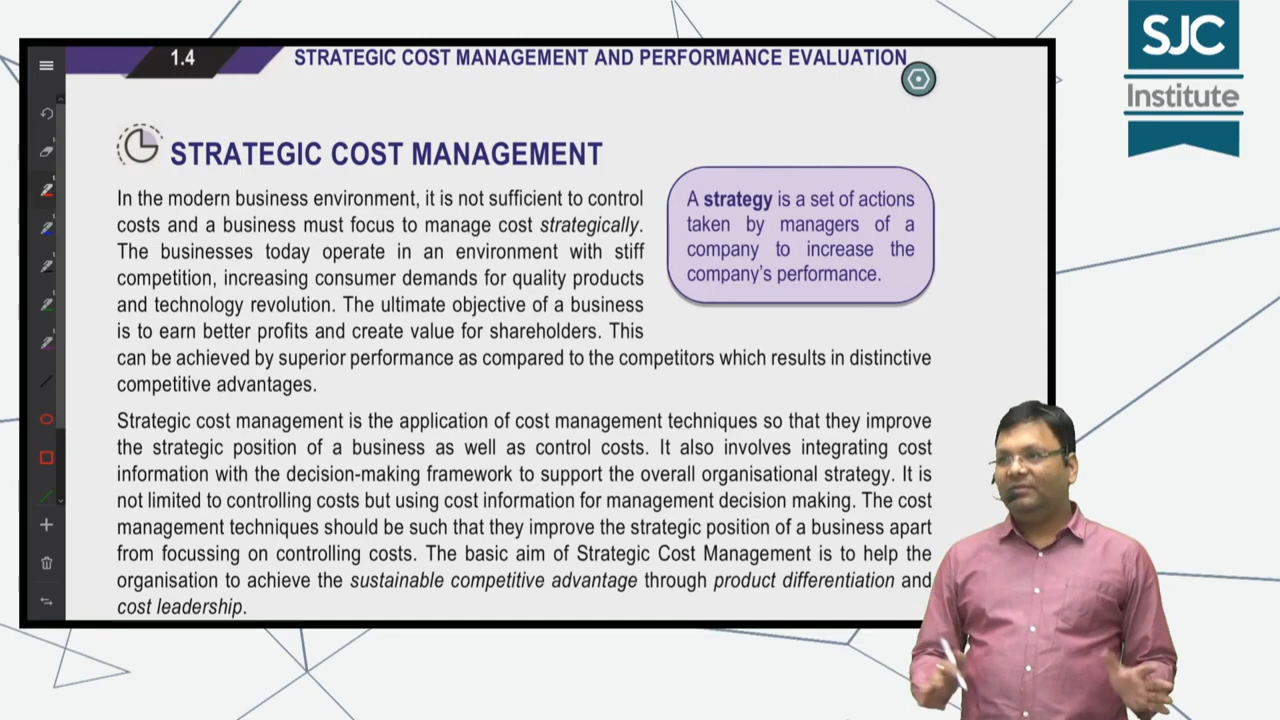 1.4
STRATEGIC COST MANAGEMENT AND PERFORMANCE EVALUATION
SJC
Institute
STRATEGIC COST MANAGEMENT
In the modern business environment, it is not sufficient to control
costs and a business must focus to manage cost strategically.
The businesses today operate in an environment with stiff
competition, increasing consumer demands for quality products
and technology revolution. The ultimate objective of a business
is to earn better profits and create value for shareholders. This
can be achieved by superior performance as compared to the competitors which results in distinctive
competitive advantages.
A strategy is a set of actions
taken by managers of a
company to increase the
company's performance.
Strategic cost management is the application of cost management techniques so that they improve
the strategic position of a business as well as control costs. It also involves integrating cost
information with the decision-making framework to support the overall organisational strategy. It is
not limited to controlling costs but using cost information for management decision making. The cost
management techniques should be such that they improve the strategic position of a business apart
from focussing on controlling costs. The basic aim of Strategic Cost Management is to help the
organisation to achieve the sustainable competitive advantage through product differentiation and
cost leadership.